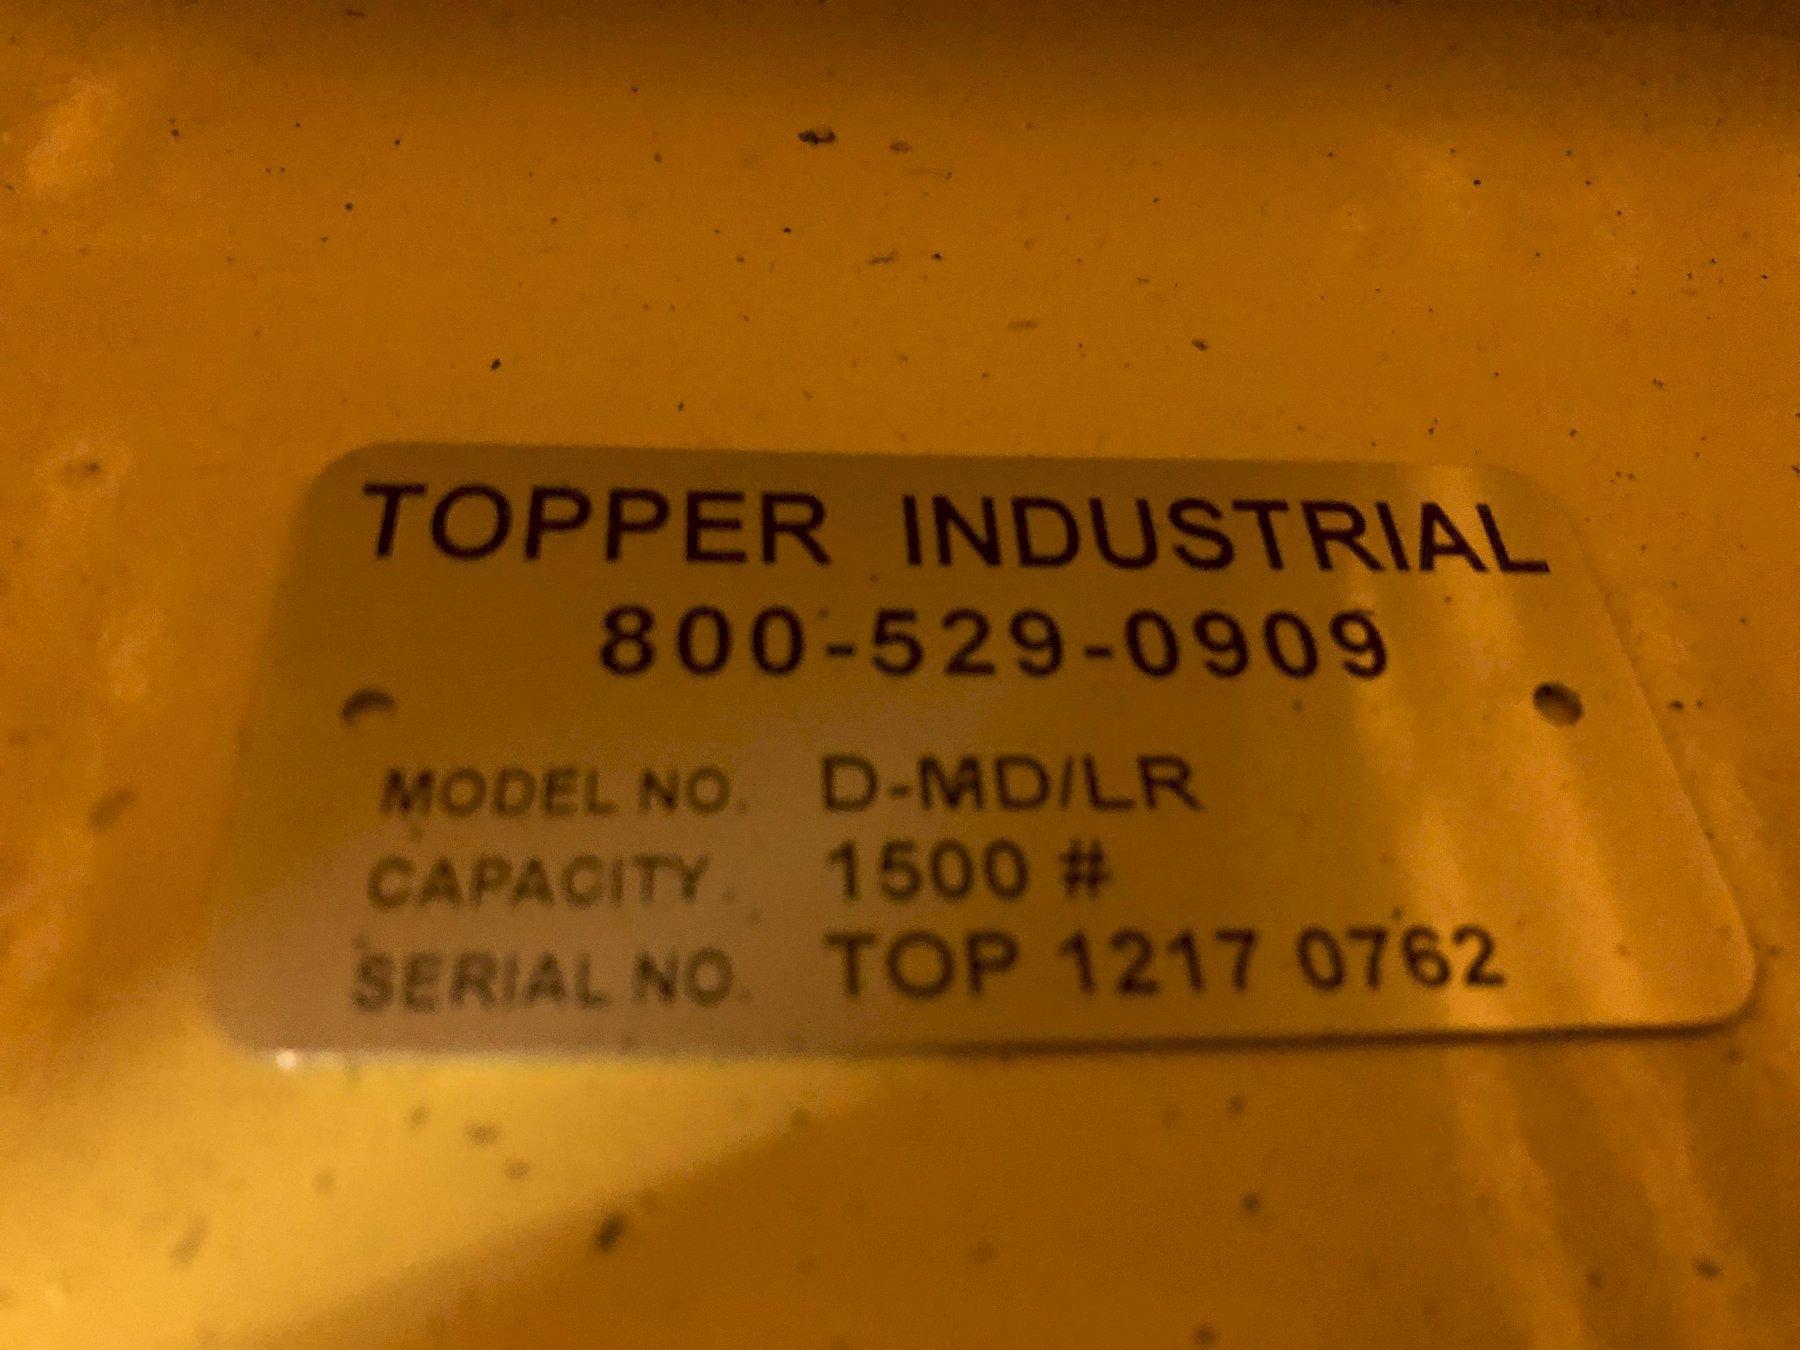 TOPPER INDUSTRIAL
800-529-0909
MODEL NO. D-MD/LR
CAPACITY. 1500 #
SERIAL NO. TOP 1217 0762